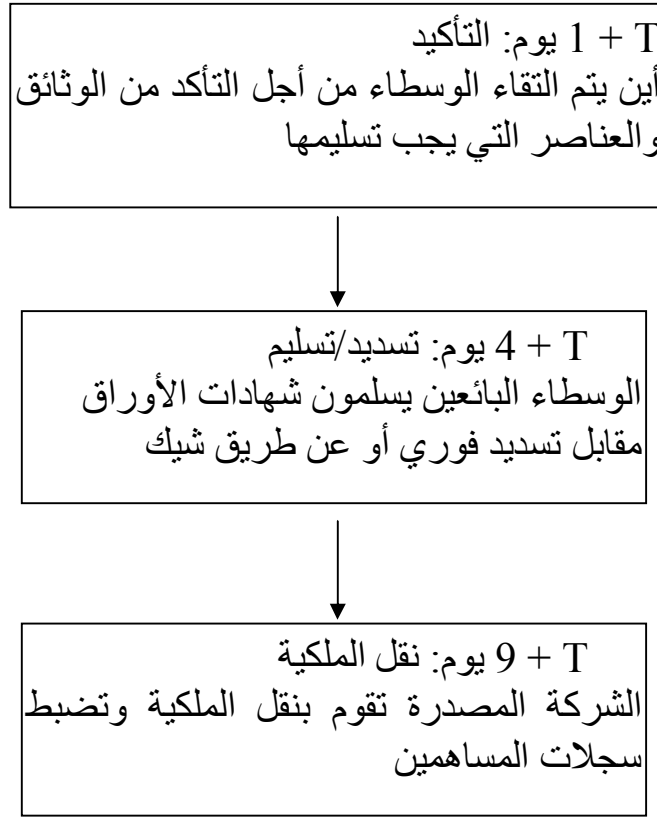 T + 1 يوم: التأكيد
أين يتم التقاء الوسطاء من أجل التأكد من الوثائق
والعناصر التي يجب تسليمها
T + 4 يوم: تسديد/تسليم
الوسطاء البائعين يسلمون شهادات الأوراق
مقابل تسديد فوري أو عن طريق شيك
T + 9 يوم: نقل الملكية
الشركة المصدرة تقوم بنقل الملكية وتضبط
سجلات المساهمين